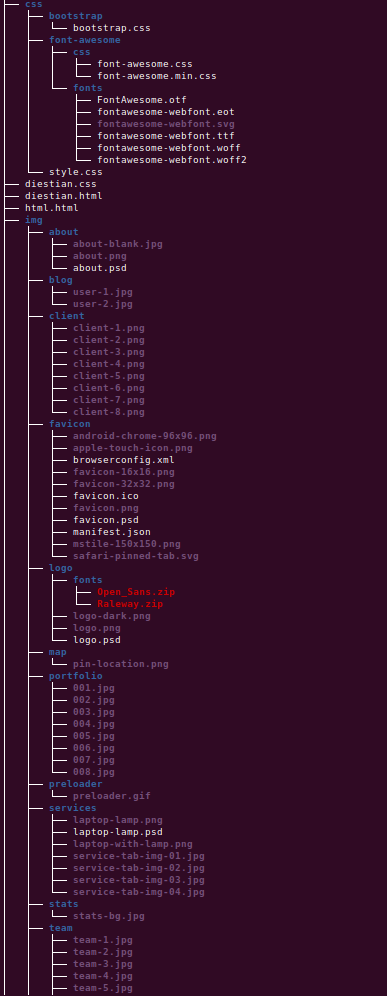 css
bootstrap
bootstrap.css
font-awesome
css
font-awesome.css
font-awesome.min.css
fonts
FontAwesome.otf
fontawesome-webfont.eot
fontawesome-webfont.svg
fontawesome-webfont.ttf
fontawesome-webfont.woff
fontawesome-webfont.woff2
style.css
diestian.css
diestian.html
html.html
img
about
about-blank.jpg
about.png
about.psd
blog
user-1.jpg
user-2.jpg
client
client-1.png
client-2.png
client-3.png
client-4.png
client-5.png
client-6.png
client-7.png
client-8.png
favicon
android-chrome-96x96.png
apple-touch-icon.png
browserconfig.xml
favicon-16x16.png
favicon-32x32.png
favicon.ico
favicon.png
favicon.psd
manifest.json
mstile-150x150.png
safari-pinned-tab.svg
logo
fonts
Open_Sans.zip
Raleway.zip
logo-dark.png
logo.png
logo.psd
map
pin-location.png
portfolio
001.jpg
002.jpg
003.jpg
004.jpg
005.jpg
006.jpg
007.jpg
008.jpg
preloader
preloader.gif
services
laptop-lamp.png
laptop-lamp.psd
laptop-with-lamp.png
service-tab-img-01.jpg
service-tab-img-02.jpg
service-tab-img-03.jpg
service-tab-img-04.jpg
stats
stats-bg.jpg
team
team-1.jpg
team-2.jpg
team-3.jpg
team-4.jpg
team-5.jpg